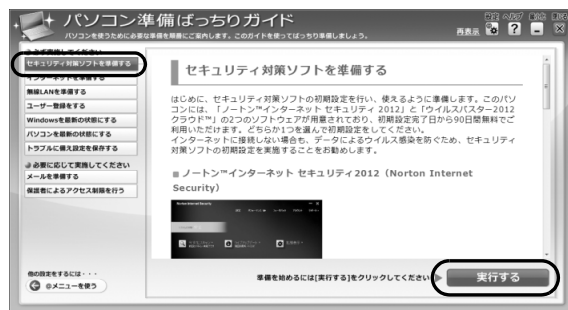 パソコン準備ばっちりガイド
パソコンを使うために必要な準備を順番にご案内します。このガイドを使ってばっちり準備しましょう。
再表示 設定 ヘルプ 最小化 閉じる
必ず実施してください
セキュリティ対策ソフトを準備する
インターネットを準備する
無線LANを準備する
ユーザー登録をする
Windowsを最新の状態にする
パソコンを最新の状態にする
トラブルに備え設定を保存する
必要に応じて実施してください
メールを準備する
保護者によるアクセス制限を行う
他の設定をするには・・・
@メニューを使う
セキュリティ対策ソフトを準備する
はじめに、セキュリティ対策ソフトの初期設定を行い、使えるように準備します。このパソ
コンには、「ノートン™インターネット セキュリティ 2012」と「ウイルスバスター2012
クラウド™」の2つのソフトウェアが用意されており、初期設定完了日から90日間無料でご
利用いただけます。どちらか1つを選んで初期設定をしてください。
インターネットに接続しない場合も、データによるウイルス感染を防ぐため、セキュリティ
対策ソフトの初期設定を実施することをお勧めします。
■ ノートン™インターネット セキュリティ2012（Norton Internet
Security）
Norton Internet Security
準備を始めるには[実行する]をクリックしてください
実行する